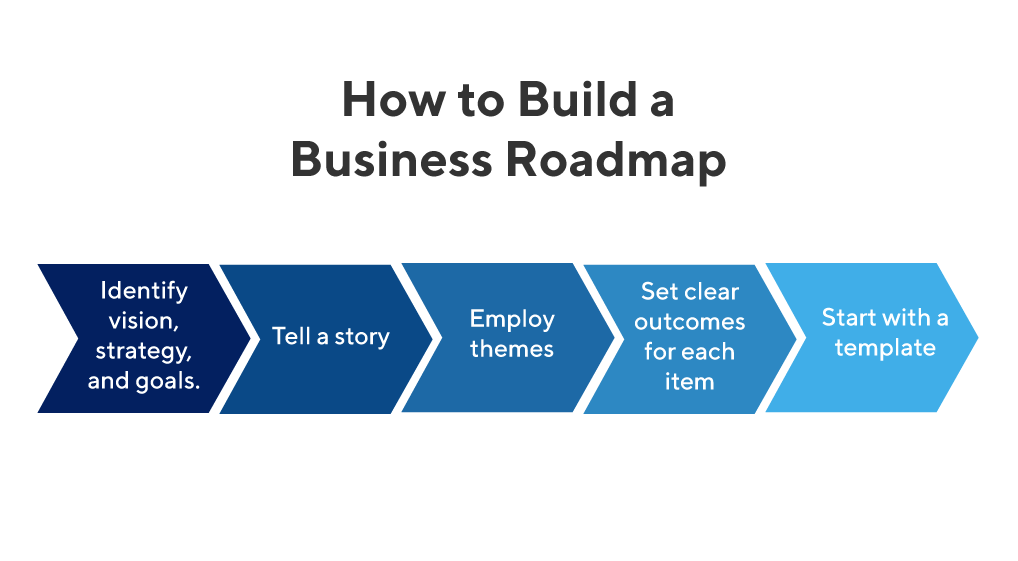 How to Build a
Business Roadmap
Identify
vision,
strategy,
and goals.
Tell a story
Employ
themes
Set clear
outcomes
for each
item
Start with a
template